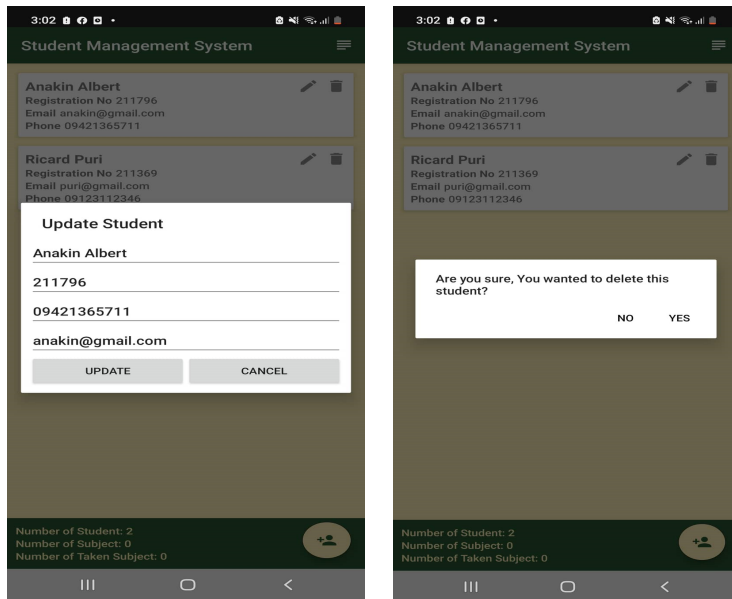 3:02
Student Management System
Anakin Albert
Registration No 211796
Email anakin@gmail.com
Phone 09421365711
Ricard Puri
Registration No 211369
Email puri@gmail.com
Phone 09123112346
Update Student
Anakin Albert
211796
09421365711
anakin@gmail.com
UPDATE CANCEL
Number of Student: 2
Number of Subject: 0
Number of Taken Subject: 0
3:02
Student Management System
Anakin Albert
Registration No 211796
Email anakin@gmail.com
Phone 09421365711
Ricard Puri
Registration No 211369
Email puri@gmail.com
Phone 09123112346
Are you sure, You wanted to delete this
student?
NO YES
Number of Student: 2
Number of Subject: 0
Number of Taken Subject: 0